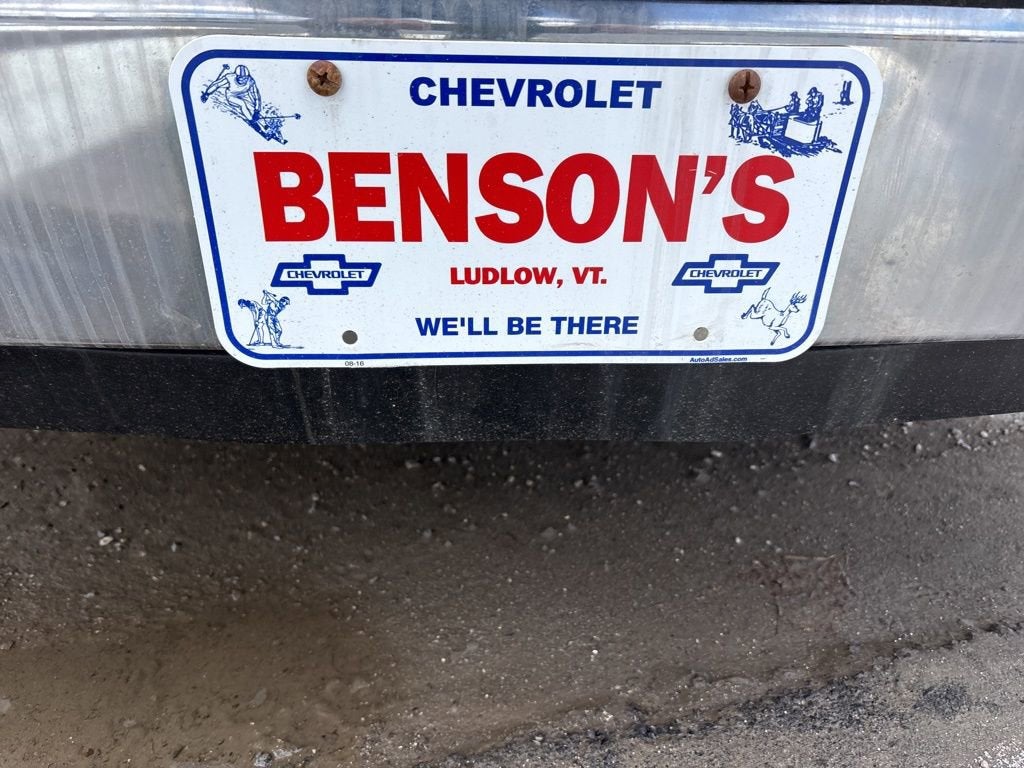 CHEVROLET
BENSON'S
CHEVROLET LUDLOW, VT. CHEVROLET
WE'LL BE THERE
08-16 AutoAdSales.com